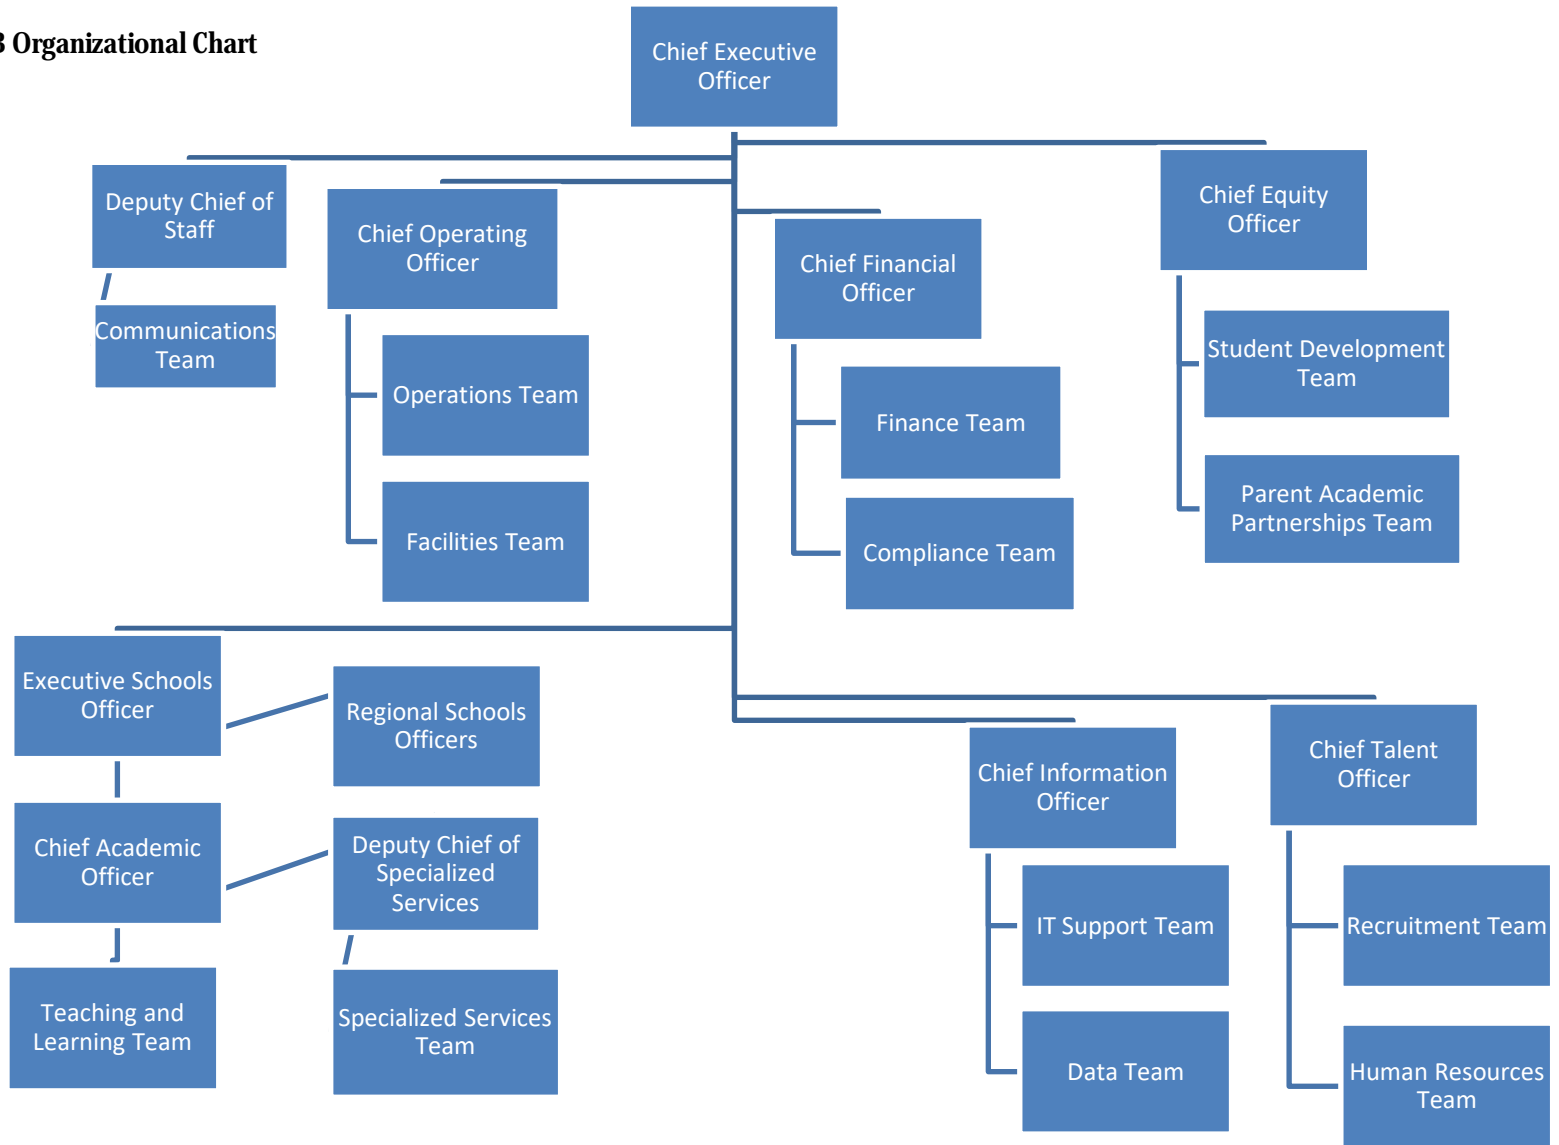 Organizational Chart
Chief Executive
Officer
Deputy Chief of
Staff
Chief Operating
Officer
Chief Financial
Officer
Chief Equity
Officer
Communications
Team
Operations Team
Facilities Team
Finance Team
Compliance Team
Student Development
Team
Parent Academic
Partnerships Team
Executive Schools
Officer
Regional Schools
Officers
Chief Academic
Officer
Deputy Chief of
Specialized
Services
Teaching and
Learning Team
Specialized Services
Team
Chief Information
Officer
IT Support Team
Data Team
Chief Talent
Officer
Recruitment Team
Human Resources
Team